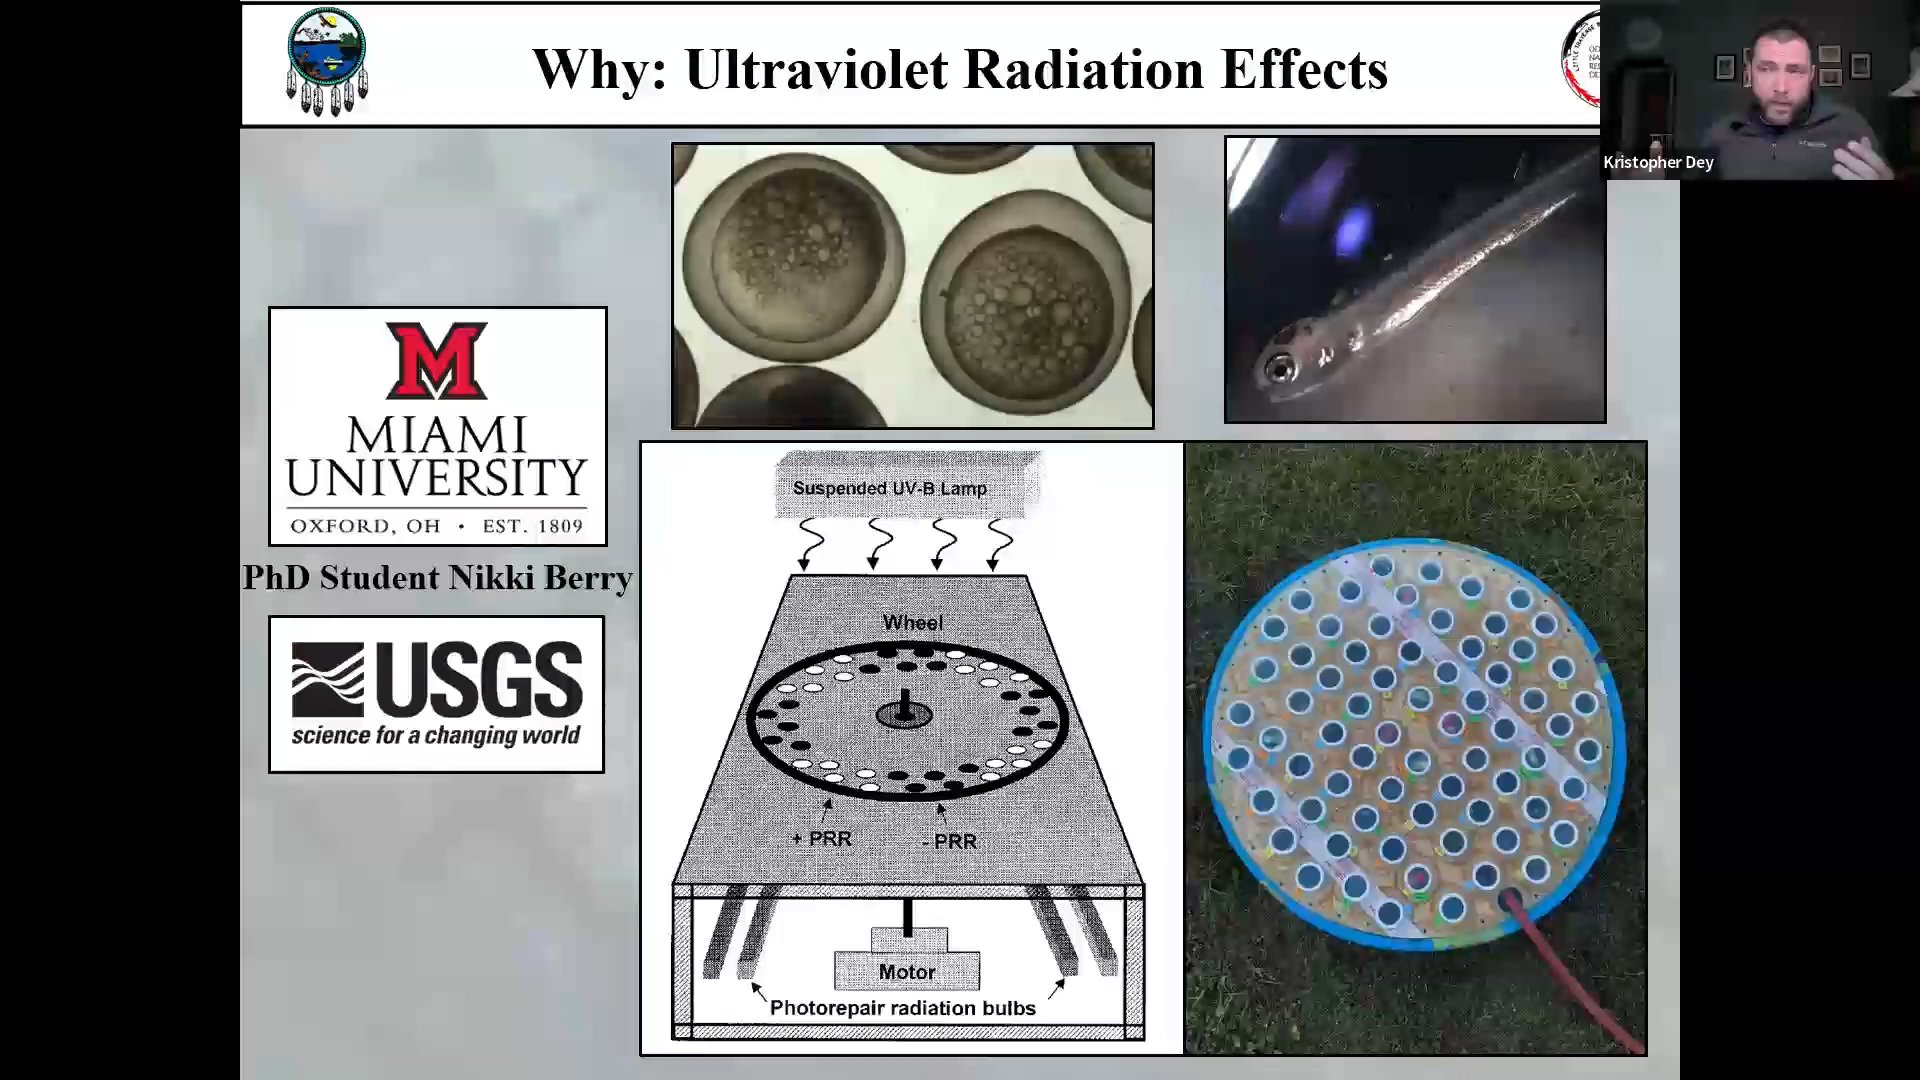 Why: Ultraviolet Radiation Effects
Kristopher Dey
M
MIAMI
UNIVERSITY
OXFORD, OH • EST. 1809
PhD Student Nikki Berry
USGS
science for a changing world
Suspended UV-B Lamp
Wheel
+ PRR
- PRR
Motor
Photorepair radiation bulbs